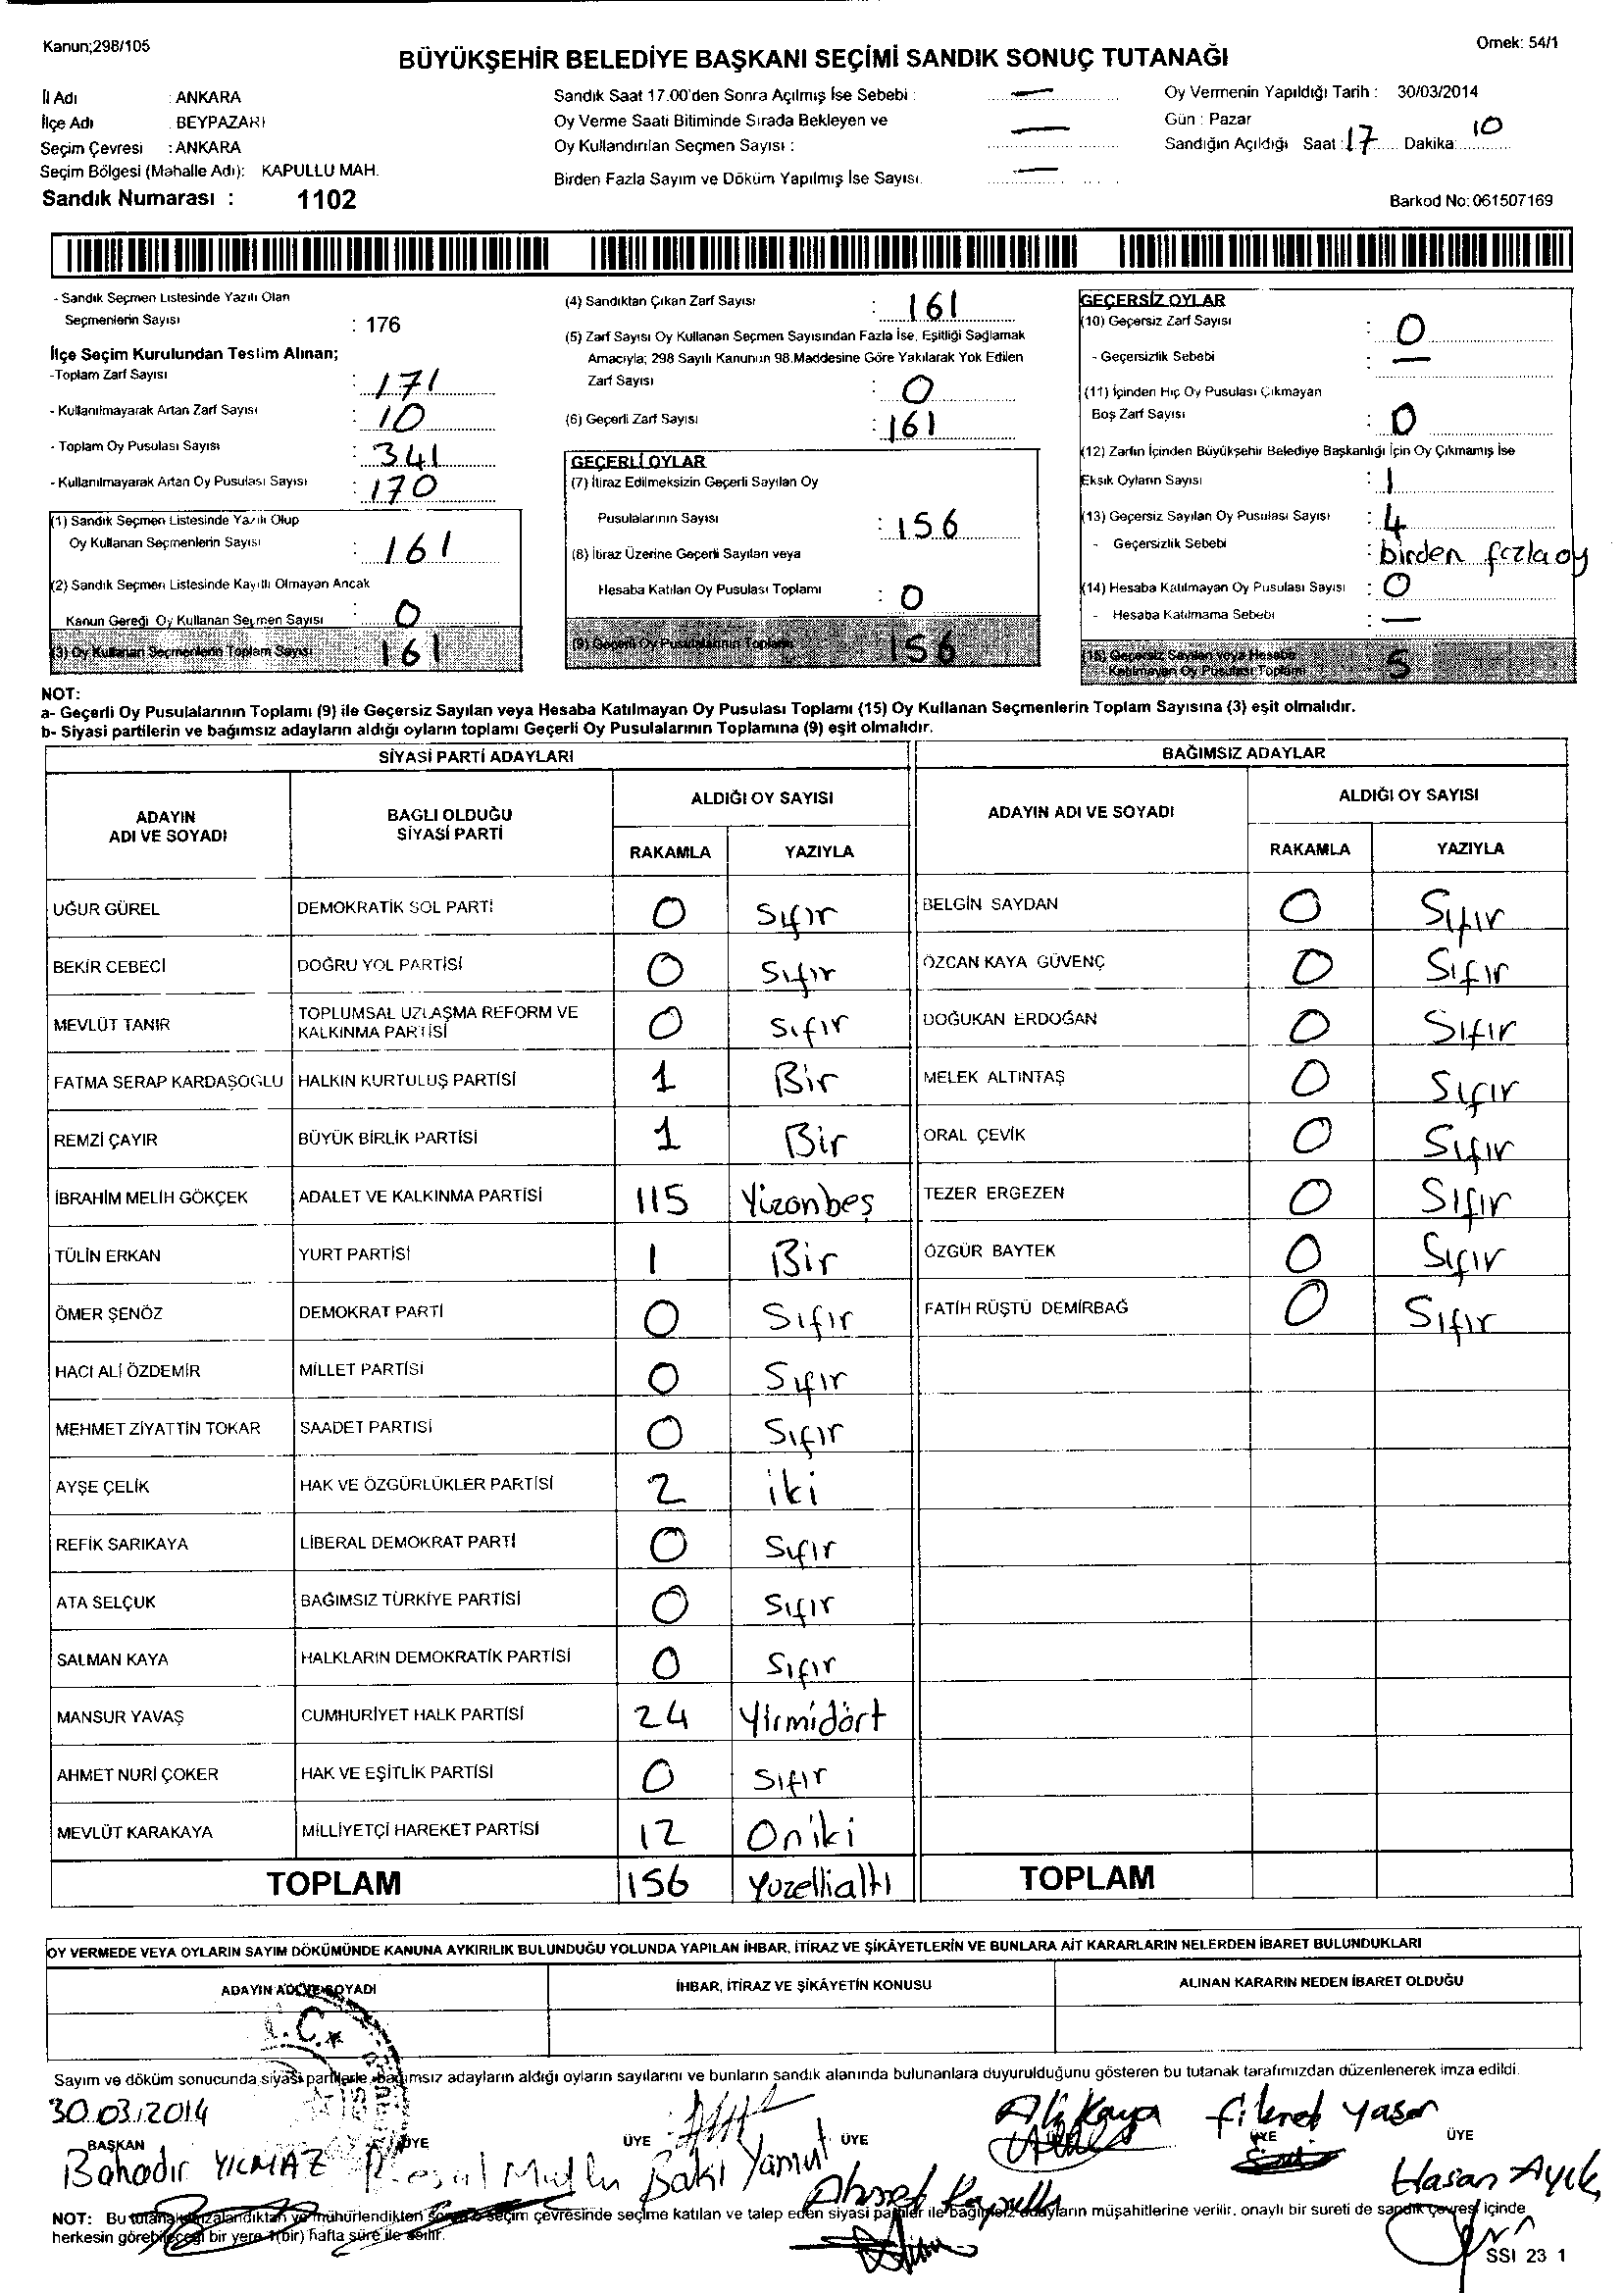 Kanun;298/105
Örnek: 54/1
BÜYÜKŞEHİR BELEDİYE BAŞKANI SEÇİMİ SANDIK SONUÇ TUTANAĞI
İl Adı : ANKARA
İlçe Adı : BEYPAZARI
Seçim Çevresi : ANKARA
Seçim Bölgesi (Mahalle Adı): KAPULLU MAH.
Sandık Numarası : 1102
Sandık Saat 17.00'den Sonra Açılmış İse Sebebi : —
Oy Verme Saati Bitiminde Sırada Bekleyen ve
Oy Kullandırılan Seçmen Sayısı : —
Birden Fazla Sayım ve Döküm Yapılmış İse Sayısı. —
Oy Vermenin Yapıldığı Tarih : 30/03/2014
Gün : Pazar
Sandığın Açıldığı Saat : 17 Dakika: 10
Barkod No: 061507169
- Sandık Seçmen Listesinde Yazılı Olan
Seçmenlerin Sayısı : 176
İlçe Seçim Kurulundan Teslim Alınan;
-Toplam Zarf Sayısı : 171
- Kullanılmayarak Artan Zarf Sayısı : 10
- Toplam Oy Pusulası Sayısı : 341
- Kullanılmayarak Artan Oy Pusulası Sayısı : 170
(1) Sandık Seçmen Listesinde Yazılı Olup
Oy Kullanan Seçmenlerin Sayısı : 161
(2) Sandık Seçmen Listesinde Kayıtlı Olmayan Ancak
Kanun Gereği Oy Kullanan Seçmen Sayısı : 0
(3) Oy Kullanan Seçmenlerin Toplam Sayısı : 161
(4) Sandıktan Çıkan Zarf Sayısı : 161
(5) Zarf Sayısı Oy Kullanan Seçmen Sayısından Fazla İse, Eşitliği Sağlamak
Amacıyla; 298 Sayılı Kanunun 98.Maddesine Göre Yakılarak Yok Edilen
Zarf Sayısı : 0
(6) Geçerli Zarf Sayısı : 161
GEÇERLİ OYLAR
(7) İtiraz Edilmeksizin Geçerli Sayılan Oy
Pusulalarının Sayısı : 156
(8) İtiraz Üzerine Geçerli Sayılan veya
Hesaba Katılan Oy Pusulası Toplamı : 0
(9) Geçerli Oy Pusulalarının Toplamı 156
GEÇERSİZ OYLAR
(10) Geçersiz Zarf Sayısı : 0
- Geçersizlik Sebebi : —
(11) İçinden Hiç Oy Pusulası Çıkmayan
Boş Zarf Sayısı : 0
(12) Zarfın İçinden Büyükşehir Belediye Başkanlığı İçin Oy Çıkmamış İse
Eksik Oyların Sayısı : 1
(13) Geçersiz Sayılan Oy Pusulası Sayısı : 4
- Geçersizlik Sebebi : birden fazla oy
(14) Hesaba Katılmayan Oy Pusulası Sayısı : 0
- Hesaba Katılmama Sebebi : —
(15) Geçersiz Sayılan veya Hesaba
Katılmayan Oy Pusulası Toplamı 5
NOT:
a- Geçerli Oy Pusulalarının Toplamı (9) ile Geçersiz Sayılan veya Hesaba Katılmayan Oy Pusulası Toplamı (15) Oy Kullanan Seçmenlerin Toplam Sayısına (3) eşit olmalıdır.
b- Siyasi partilerin ve bağımsız adayların aldığı oyların toplamı Geçerli Oy Pusulalarının Toplamına (9) eşit olmalıdır.
SİYASİ PARTİ ADAYLARI
BAĞIMSIZ ADAYLAR
ADAYIN ADI VE SOYADI
BAGLI OLDUĞU SİYASİ PARTİ
ALDIĞI OY SAYISI
RAKAMLA YAZIYLA
ADAYIN ADI VE SOYADI
ALDIĞI OY SAYISI
RAKAMLA YAZIYLA
UĞUR GÜREL DEMOKRATİK SOL PARTİ 0 Sıfır BELGİN SAYDAN 0 Sıfır
BEKİR CEBECİ DOĞRU YOL PARTİSİ 0 Sıfır ÖZCAN KAYA GÜVENÇ 0 Sıfır
MEVLÜT TANIR TOPLUMSAL UZLAŞMA REFORM VE KALKINMA PARTİSİ 0 Sıfır DOĞUKAN ERDOĞAN 0 Sıfır
FATMA SERAP KARDAŞOĞLU HALKIN KURTULUŞ PARTİSİ 1 Bir MELEK ALTINTAŞ 0 Sıfır
REMZİ ÇAYIR BÜYÜK BİRLİK PARTİSİ 1 Bir ORAL ÇEVİK 0 Sıfır
İBRAHİM MELİH GÖKÇEK ADALET VE KALKINMA PARTİSİ 115 Yüzonbeş TEZER ERGEZEN 0 Sıfır
TÜLİN ERKAN YURT PARTİSİ 1 Bir ÖZGÜR BAYTEK 0 Sıfır
ÖMER ŞENÖZ DEMOKRAT PARTİ 0 Sıfır FATİH RÜŞTÜ DEMİRBAĞ 0 Sıfır
HACI ALİ ÖZDEMİR MİLLET PARTİSİ 0 Sıfır
MEHMET ZİYATTİN TOKAR SAADET PARTİSİ 0 Sıfır
AYŞE ÇELİK HAK VE ÖZGÜRLÜKLER PARTİSİ 2 iki
REFİK SARIKAYA LİBERAL DEMOKRAT PARTİ 0 Sıfır
ATA SELÇUK BAĞIMSIZ TÜRKİYE PARTİSİ 0 Sıfır
SALMAN KAYA HALKLARIN DEMOKRATİK PARTİSİ 0 Sıfır
MANSUR YAVAŞ CUMHURİYET HALK PARTİSİ 24 Yirmidört
AHMET NURİ ÇOKER HAK VE EŞİTLİK PARTİSİ 0 Sıfır
MEVLÜT KARAKAYA MİLLİYETÇİ HAREKET PARTİSİ 12 Oniki
TOPLAM 156 Yüzellialtı TOPLAM
OY VERMEDE VEYA OYLARIN SAYIM DÖKÜMÜNDE KANUNA AYKIRILIK BULUNDUĞU YOLUNDA YAPILAN İHBAR, İTİRAZ VE ŞİKÂYETLERİN VE BUNLARA AİT KARARLARIN NELERDEN İBARET BULUNDUKLARI
ADAYIN ADI VE SOYADI İHBAR, İTİRAZ VE ŞİKÂYETİN KONUSU ALINAN KARARIN NEDEN İBARET OLDUĞU
T.C.
Sayım ve döküm sonucunda siyasi partilerle, bağımsız adayların aldığı oyların sayılarını ve bunların sandık alanında bulunanlara duyurulduğunu gösteren bu tutanak tarafımızdan düzenlenerek imza edildi.
30.03.2014
Ali Kaya Fikret Yaşar
BAŞKAN ÜYE ÜYE ÜYE ÜYE ÜYE
Bahadır YILMAZ Resul Mutlu Baki Yamut Ahmet Hasan Ayık
NOT: Bu tutanak imzalandıktan ve mühürlendikten sonra o seçim çevresinde seçime katılan ve talep eden siyasi partiler ile bağımsız adayların müşahitlerine verilir, onaylı bir sureti de sandık çevresi içinde
herkesin görebileceği bir yere 1(bir) hafta süre ile asılır.
SSI 23 1